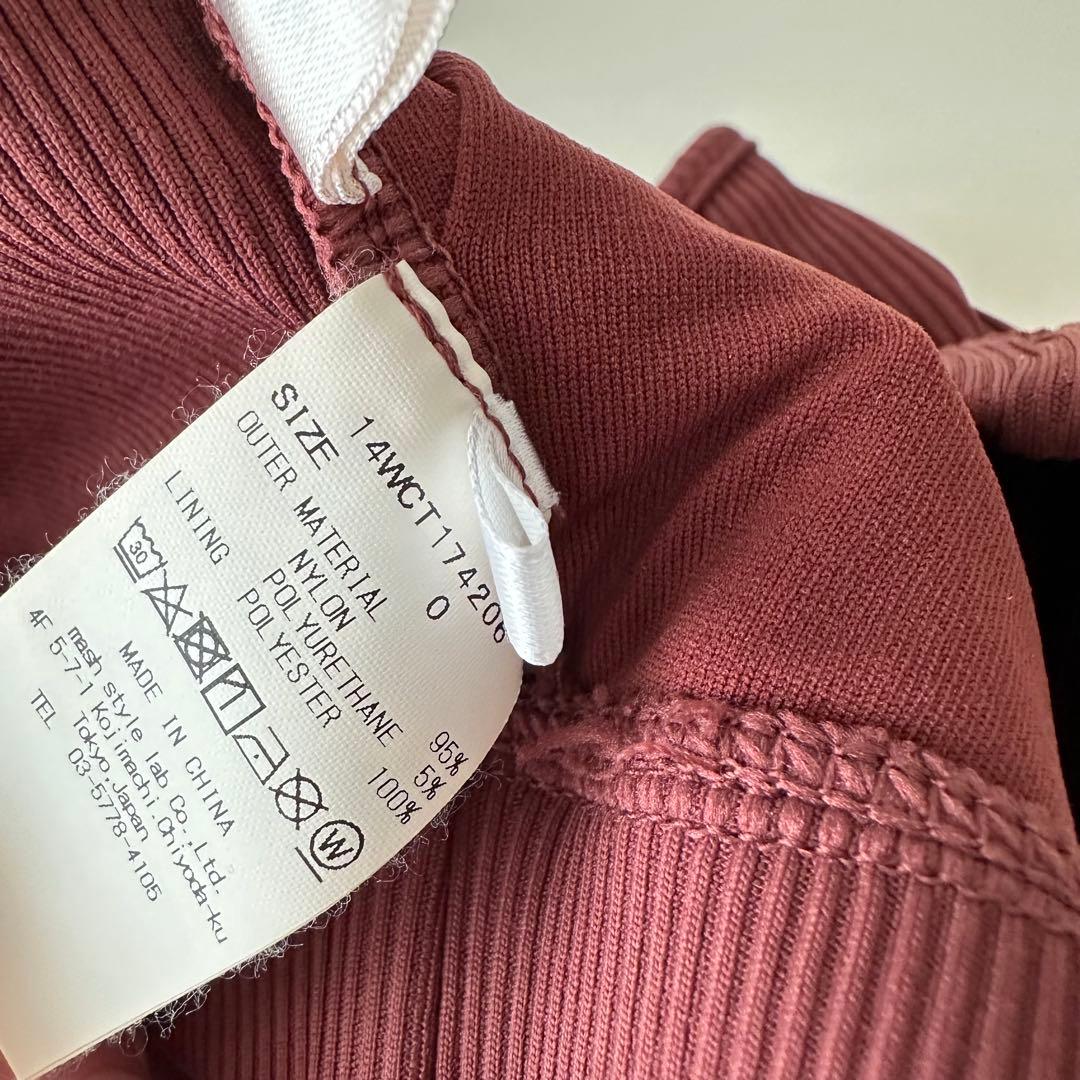 14WCT174206
SIZE 0
OUTER MATERIAL
NYLON 95%
POLYURETHANE 5%
LINING POLYESTER 100%
30
W
MADE IN CHINA
mash style lab Co.,Ltd.
4F 5-7-1 Kojimachi,Chiyoda-ku
Tokyo,Japan
TEL 03-5778-4105